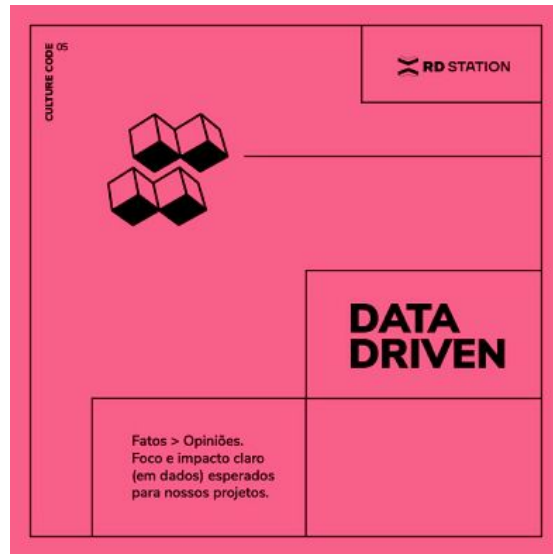 CULTURE CODE 05
RD STATION
DATA
DRIVEN
Fatos > Opiniões.
Foco e impacto claro
(em dados) esperados
para nossos projetos.